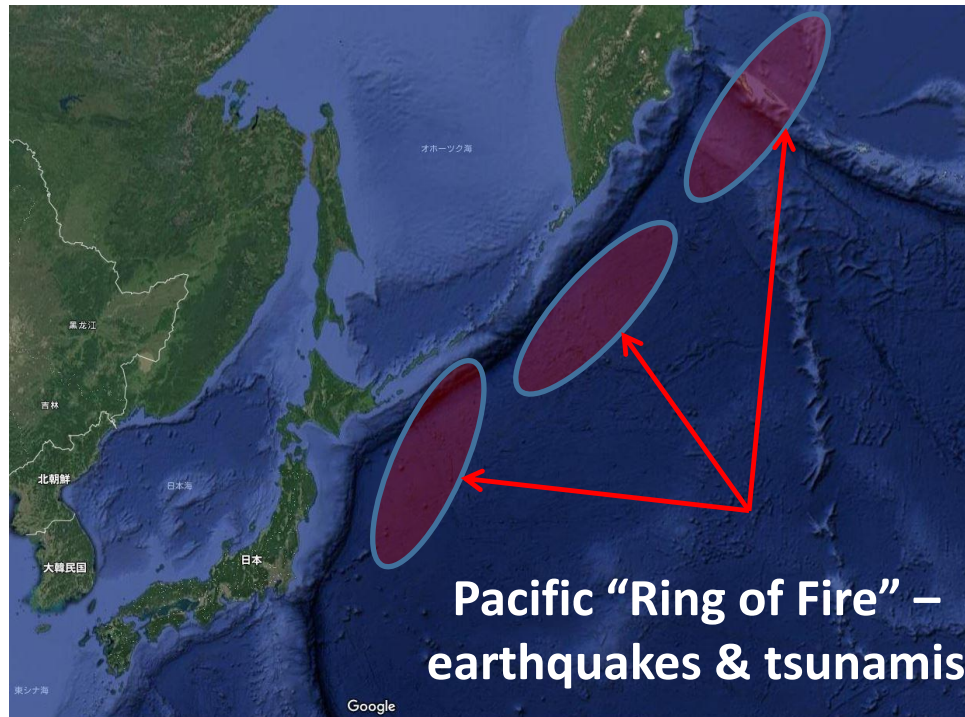 オホーツク海
黑龙江
吉林
北朝鮮
日本海
大韓民国
日本
Pacific “Ring of Fire” –
earthquakes & tsunamis
東シナ海
Google